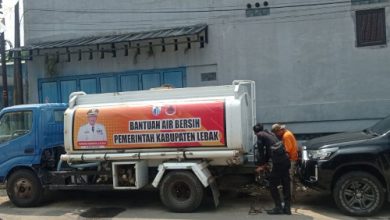 BANTUAN AIR BERSIH
PEMERINTAH KABUPATEN LEBAK